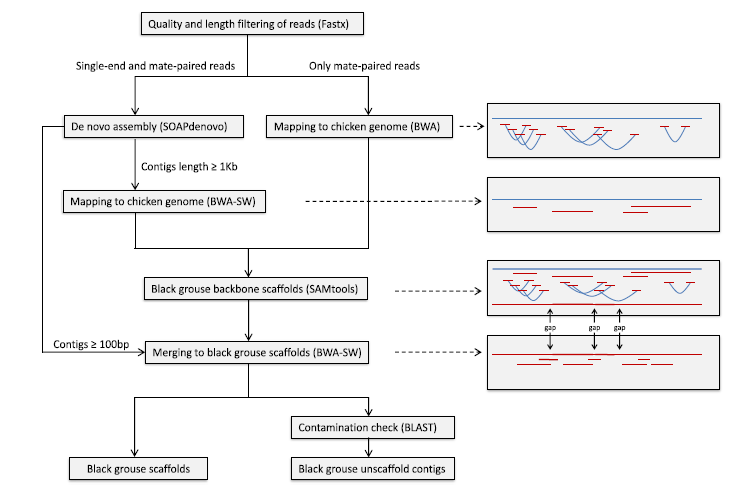 Quality and length filtering of reads (Fastx)
Single-end and mate-paired reads
Only mate-paired reads
De novo assembly (SOAPdenovo)
Mapping to chicken genome (BWA)
Contigs length ≥ 1Kb
Mapping to chicken genome (BWA-SW)
Black grouse backbone scaffolds (SAMtools)
gap gap gap
Contigs ≥ 100bp
Merging to black grouse scaffolds (BWA-SW)
Contamination check (BLAST)
Black grouse scaffolds
Black grouse unscaffold contigs